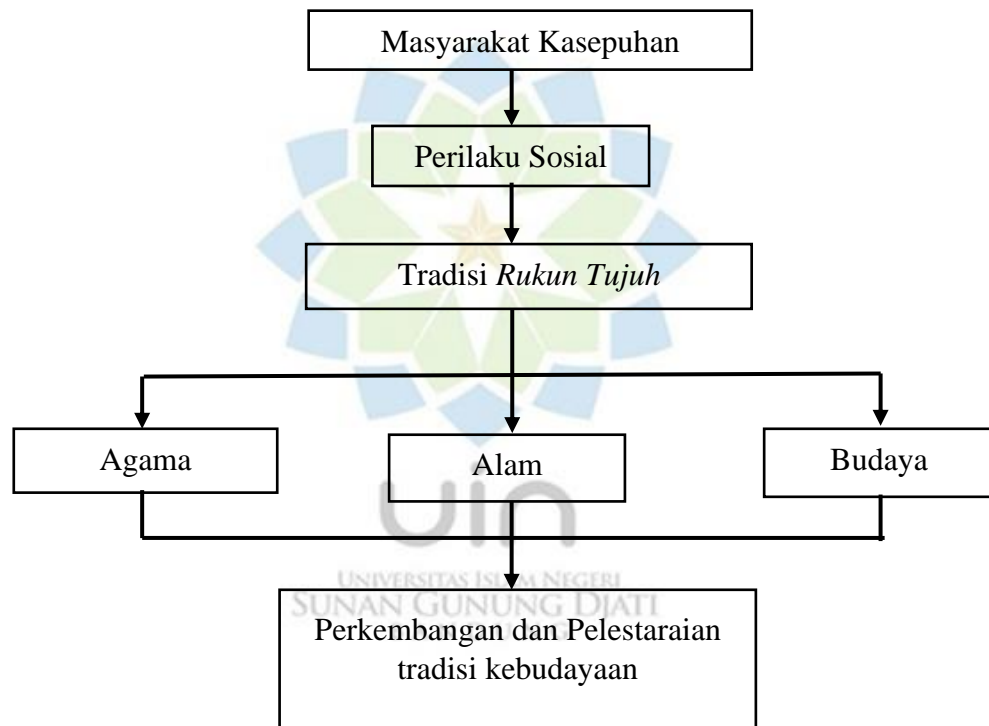 Masyarakat Kasepuhan
Perilaku Sosial
Tradisi Rukun Tujuh
Agama
Alam
Budaya
uin
UNIVERSITAS ISLAM NEGERI
SUNAN GUNUNG DJATI
Perkembangan dan Pelestaraian
tradisi kebudayaan